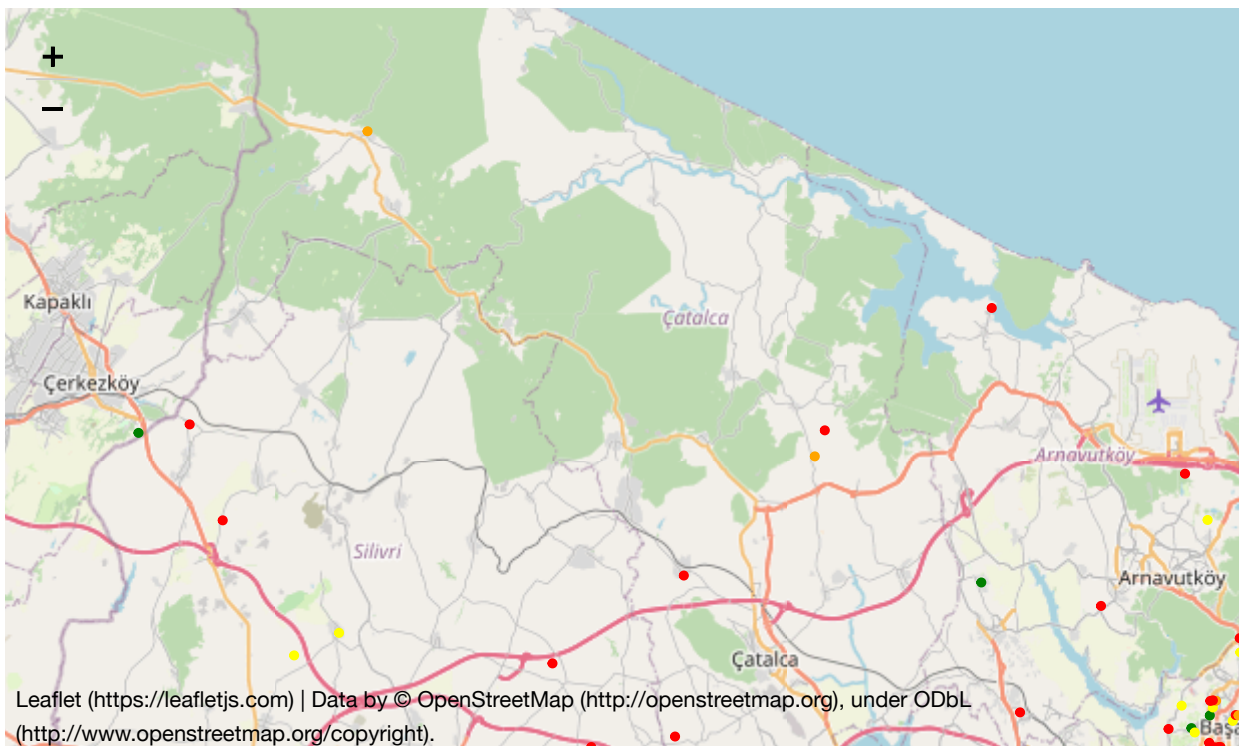 +
−
Kapaklı
Çatalca
Çerkezköy
Arnavutköy
Silivri
Arnavutköy
Çatalca
Leaflet (https://leafletjs.com) | Data by © OpenStreetMap (http://openstreetmap.org), under ODbL
(http://www.openstreetmap.org/copyright).
Başa